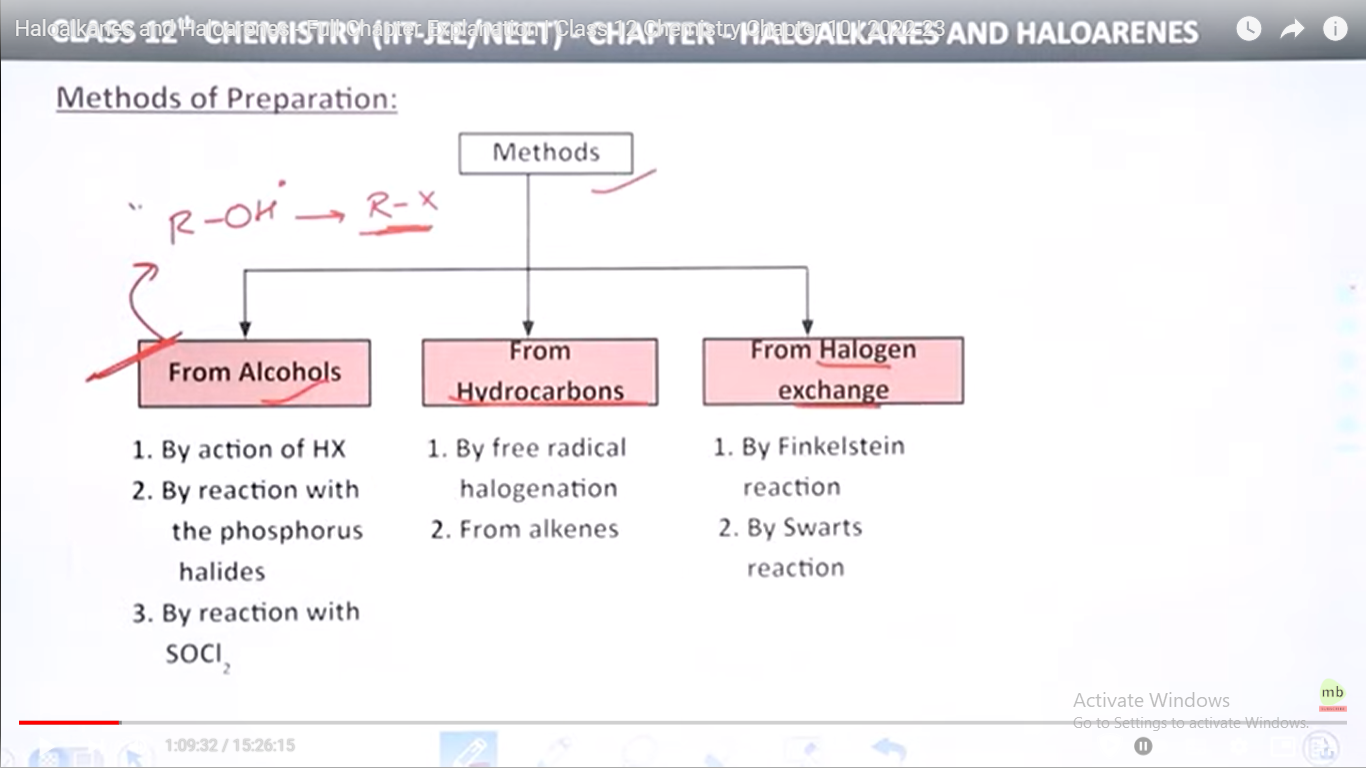 Haloalkanes and Haloarenes - Full Chapter Explanation | Class 12 Chemistry Chapter 10 | 2022-23
CLASS 12th CHEMISTRY (IIT-JEE/NEET) - CHAPTER - HALOALKANES AND HALOARENES
Methods of Preparation:
Methods
R-OH → R-X
From Alcohols
1. By action of HX
2. By reaction with
the phosphorus
halides
3. By reaction with
SOCl₂
From
Hydrocarbons
1. By free radical
halogenation
2. From alkenes
From Halogen
exchange
1. By Finkelstein
reaction
2. By Swarts
reaction
mb
Activate Windows
Go to Settings to activate Windows.
1:09:32 / 15:26:15